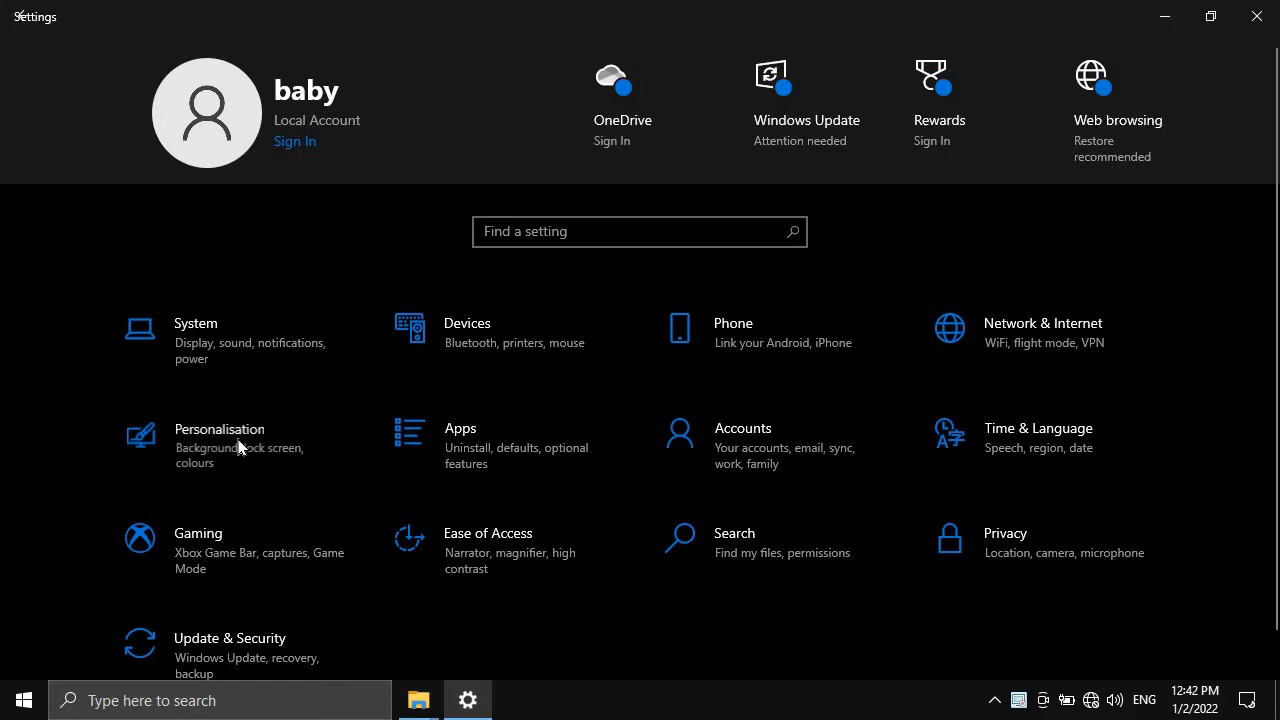 Settings
baby
Local Account
Sign In
OneDrive
Sign In
Windows Update
Attention needed
Rewards
Sign In
Web browsing
Restore
recommended
Find a setting
System
Display, sound, notifications,
power
Devices
Bluetooth, printers, mouse
Phone
Link your Android, iPhone
Network & Internet
WiFi, flight mode, VPN
Personalisation
Background, lock screen,
colours
Apps
Uninstall, defaults, optional
features
Accounts
Your accounts, email, sync,
work, family
Time & Language
Speech, region, date
Gaming
Xbox Game Bar, captures, Game
Mode
Ease of Access
Narrator, magnifier, high
contrast
Search
Find my files, permissions
Privacy
Location, camera, microphone
Update & Security
Windows Update, recovery,
backup
Type here to search
ENG
12:42 PM
1/2/2022